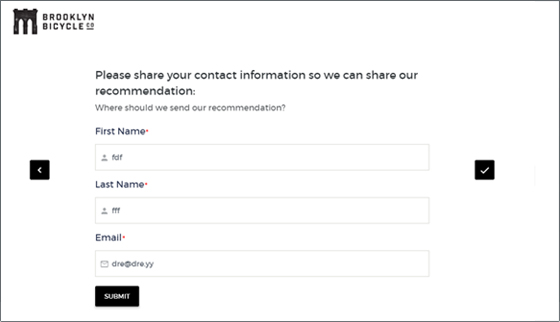 BROOKLYN
BICYCLE CO
Please share your contact information so we can share our
recommendation:
Where should we send our recommendation?
First Name*
fdf
Last Name*
fff
Email*
dre@dre.yy
SUBMIT